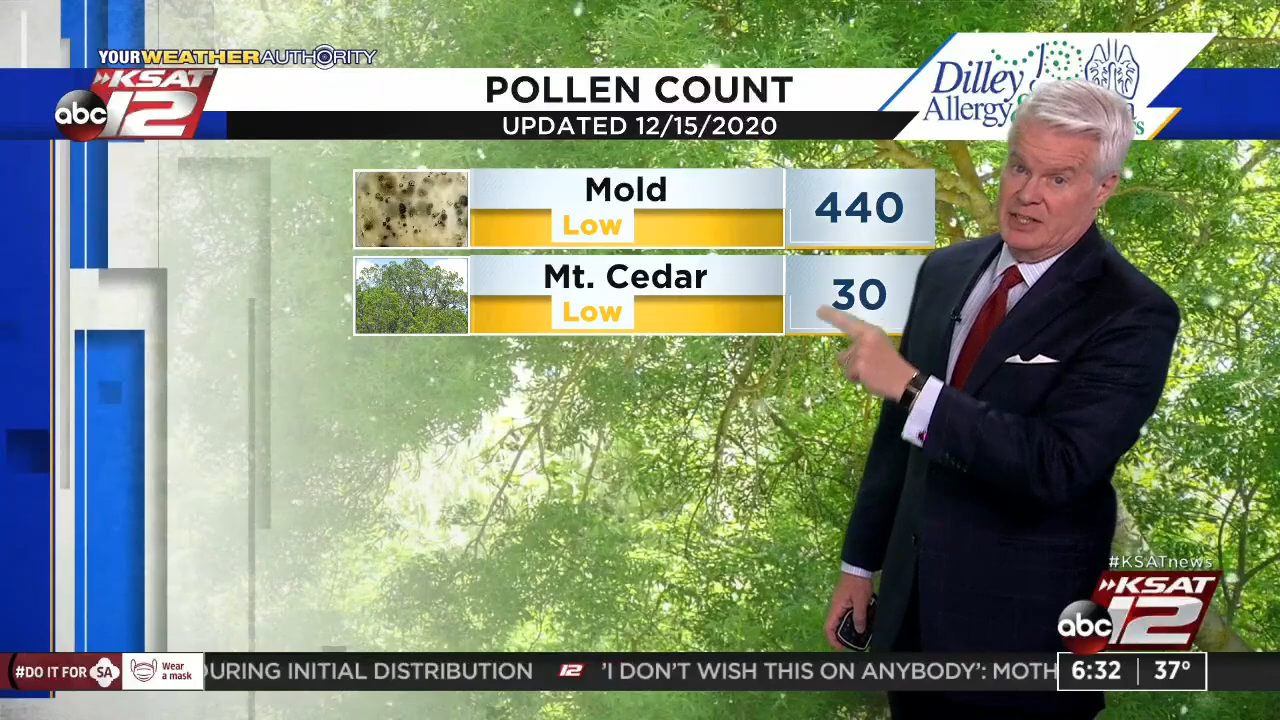 YOURWEATHERAUTHORITY
KSAT
abc 12
POLLEN COUNT
UPDATED 12/15/2020
Dilley
Allergy
Mold
Low
440
Mt. Cedar
Low
30
#KSATnews
KSAT
abc 12
#DO IT FOR SA
Wear
a mask
DURING INITIAL DISTRIBUTION 12 'I DON'T WISH THIS ON ANYBODY': MOTH
6:32 37°